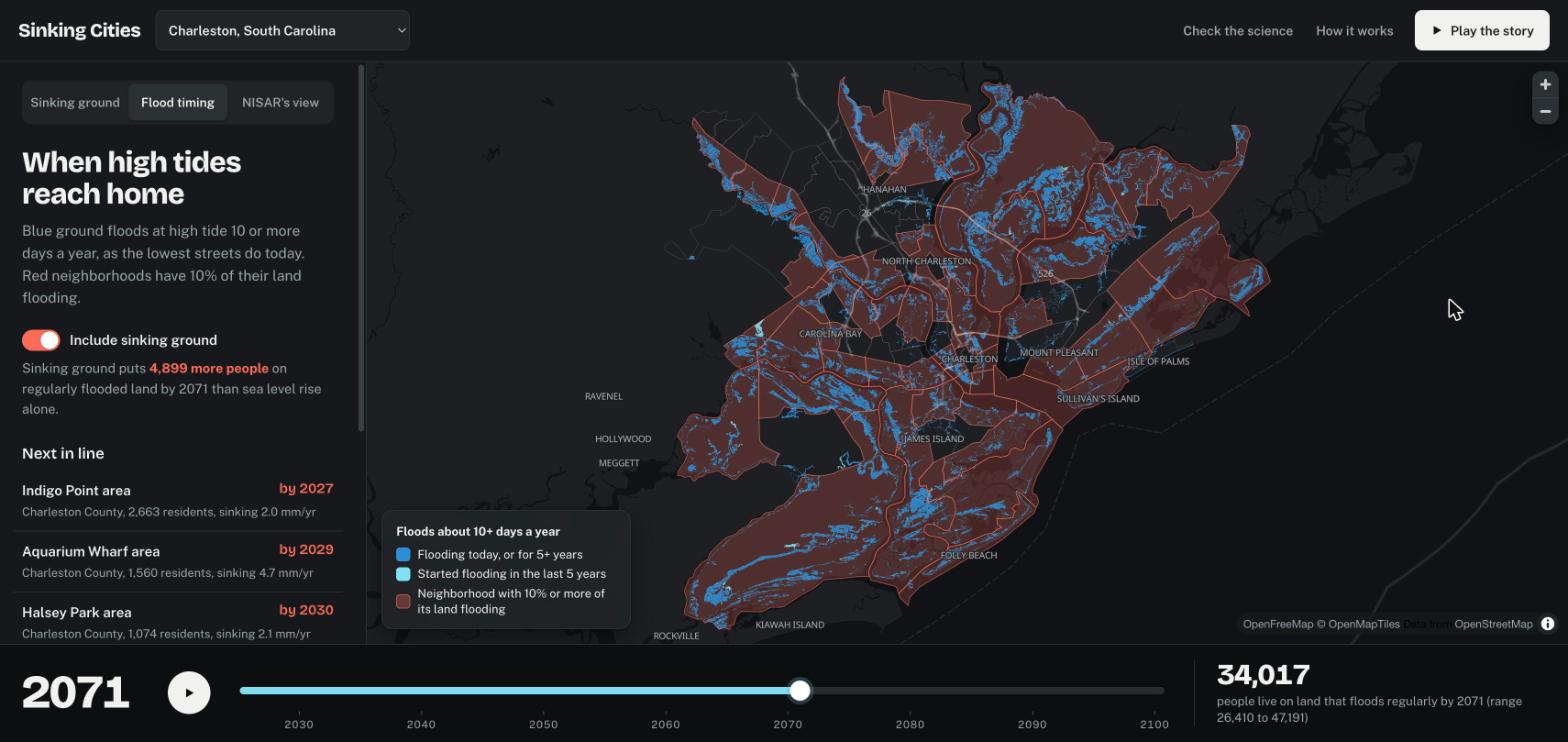 Sinking Cities
Charleston, South Carolina
Check the science
How it works
Play the story
Sinking ground
Flood timing
NISAR's view
When high tides
reach home
Blue ground floods at high tide 10 or more
days a year, as the lowest streets do today.
Red neighborhoods have 10% of their land
flooding.
Include sinking ground
Sinking ground puts 4,899 more people on
regularly flooded land by 2071 than sea level rise
alone.
Next in line
Indigo Point area
by 2027
Charleston County, 2,663 residents, sinking 2.0 mm/yr
Aquarium Wharf area
by 2029
Charleston County, 1,560 residents, sinking 4.7 mm/yr
Halsey Park area
by 2030
Charleston County, 1,074 residents, sinking 2.1 mm/yr
HANAHAN
26
NORTH CHARLESTON
526
CAROLINA BAY
CHARLESTON
MOUNT PLEASANT
ISLE OF PALMS
RAVENEL
SULLIVAN'S ISLAND
HOLLYWOOD
JAMES ISLAND
MEGGETT
FOLLY BEACH
KIAWAH ISLAND
ROCKVILLE
+
−
Floods about 10+ days a year
Flooding today, or for 5+ years
Started flooding in the last 5 years
Neighborhood with 10% or more of
its land flooding
OpenFreeMap © OpenMapTiles Data from OpenStreetMap
2071
2030
2040
2050
2060
2070
2080
2090
2100
34,017
people live on land that floods regularly by 2071 (range
26,410 to 47,191)